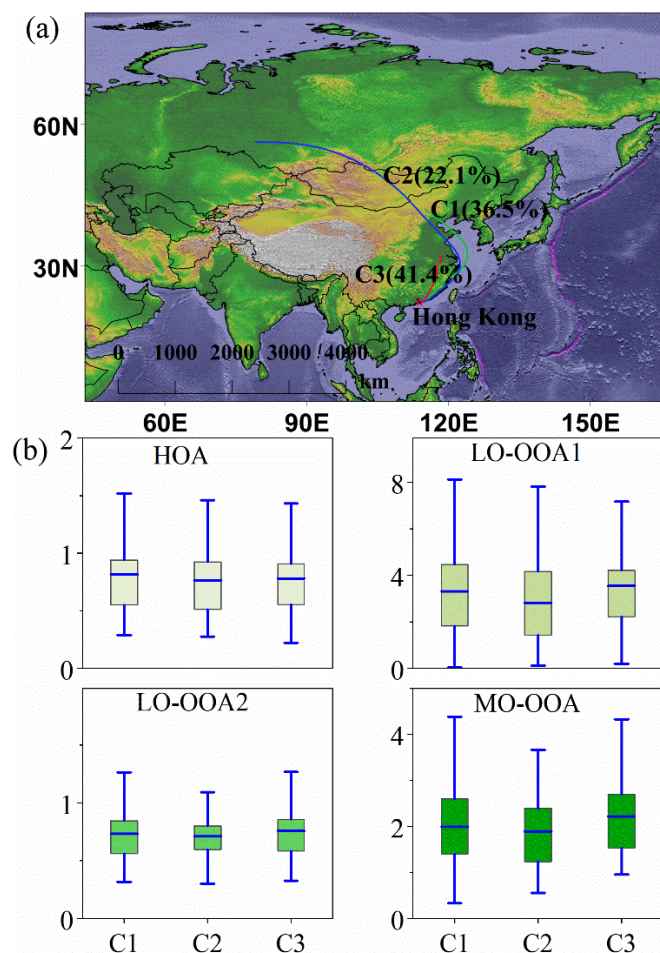 (a)
60N
30N
C2(22.1%)
C1(36.5%)
C3(41.4%)
Hong Kong
0 1000 2000 3000 4000
km
60E 90E 120E 150E
(b)
HOA
2
1
0
LO-OOA1
8
4
0
LO-OOA2
1
0
C1 C2 C3
MO-OOA
4
2
0
C1 C2 C3